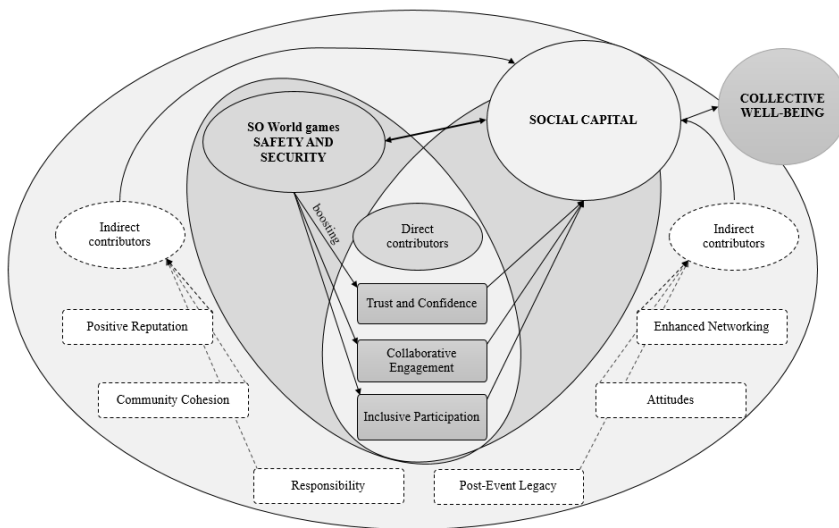 COLLECTIVE
WELL-BEING
SO World games
SAFETY AND
SECURITY
SOCIAL CAPITAL
boosting
Indirect
contributors
Direct
contributors
Indirect
contributors
Trust and Confidence
Positive Reputation
Enhanced Networking
Collaborative
Engagement
Community Cohesion
Attitudes
Inclusive Participation
Responsibility
Post-Event Legacy